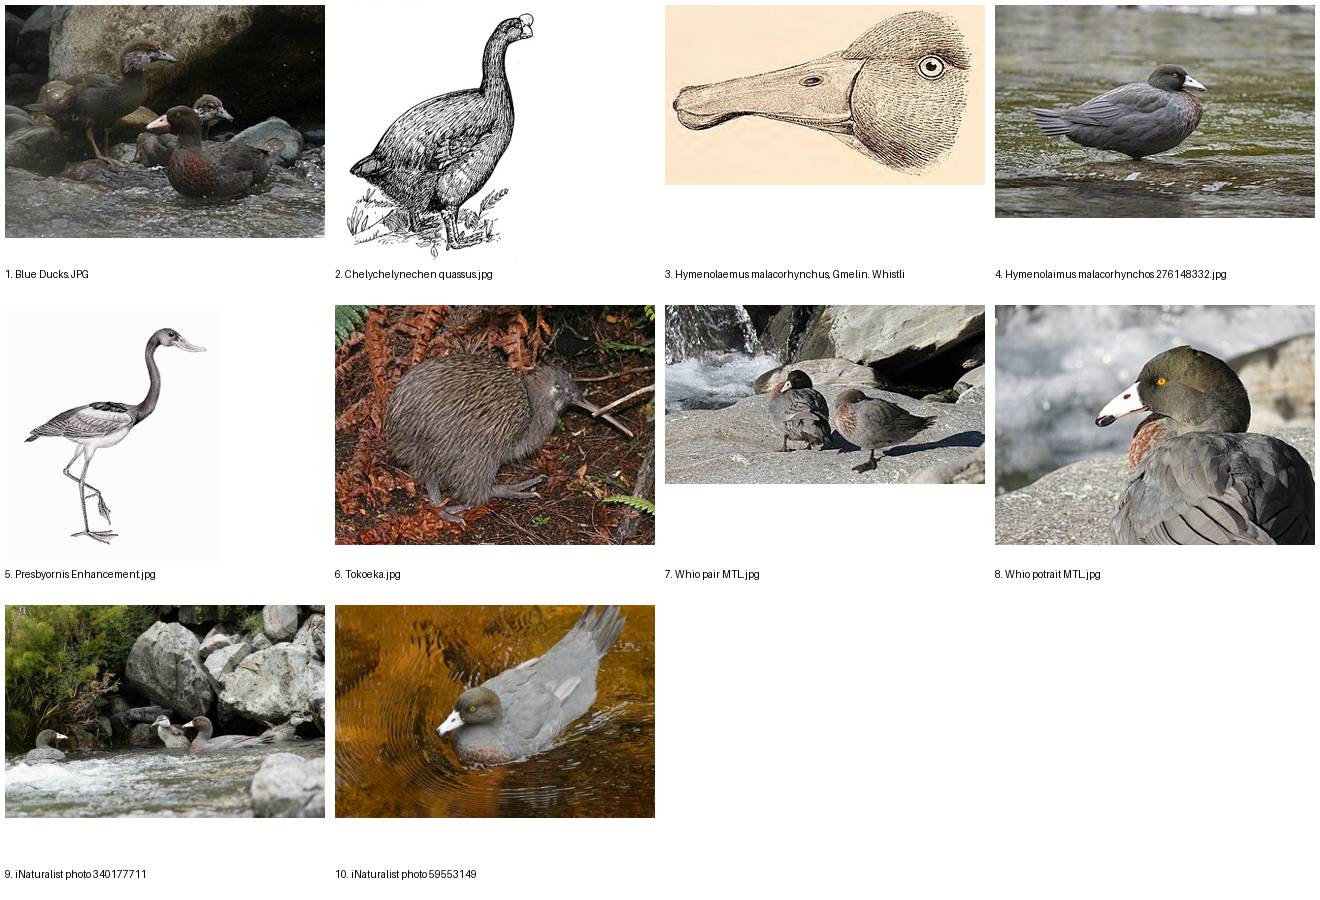 1. Blue Ducks.JPG
2. Chelychelynechen quassus.jpg
3. Hymenolaemus malacorhynchus, Gmelin. Whistli
4. Hymenolaimus malacorhynchos 276148332.jpg
5. Presbyornis Enhancement.jpg
6. Tokoeka.jpg
7. Whio pair MTL.jpg
8. Whio potrait MTL.jpg
9. iNaturalist photo 340177711
10. iNaturalist photo 59553149